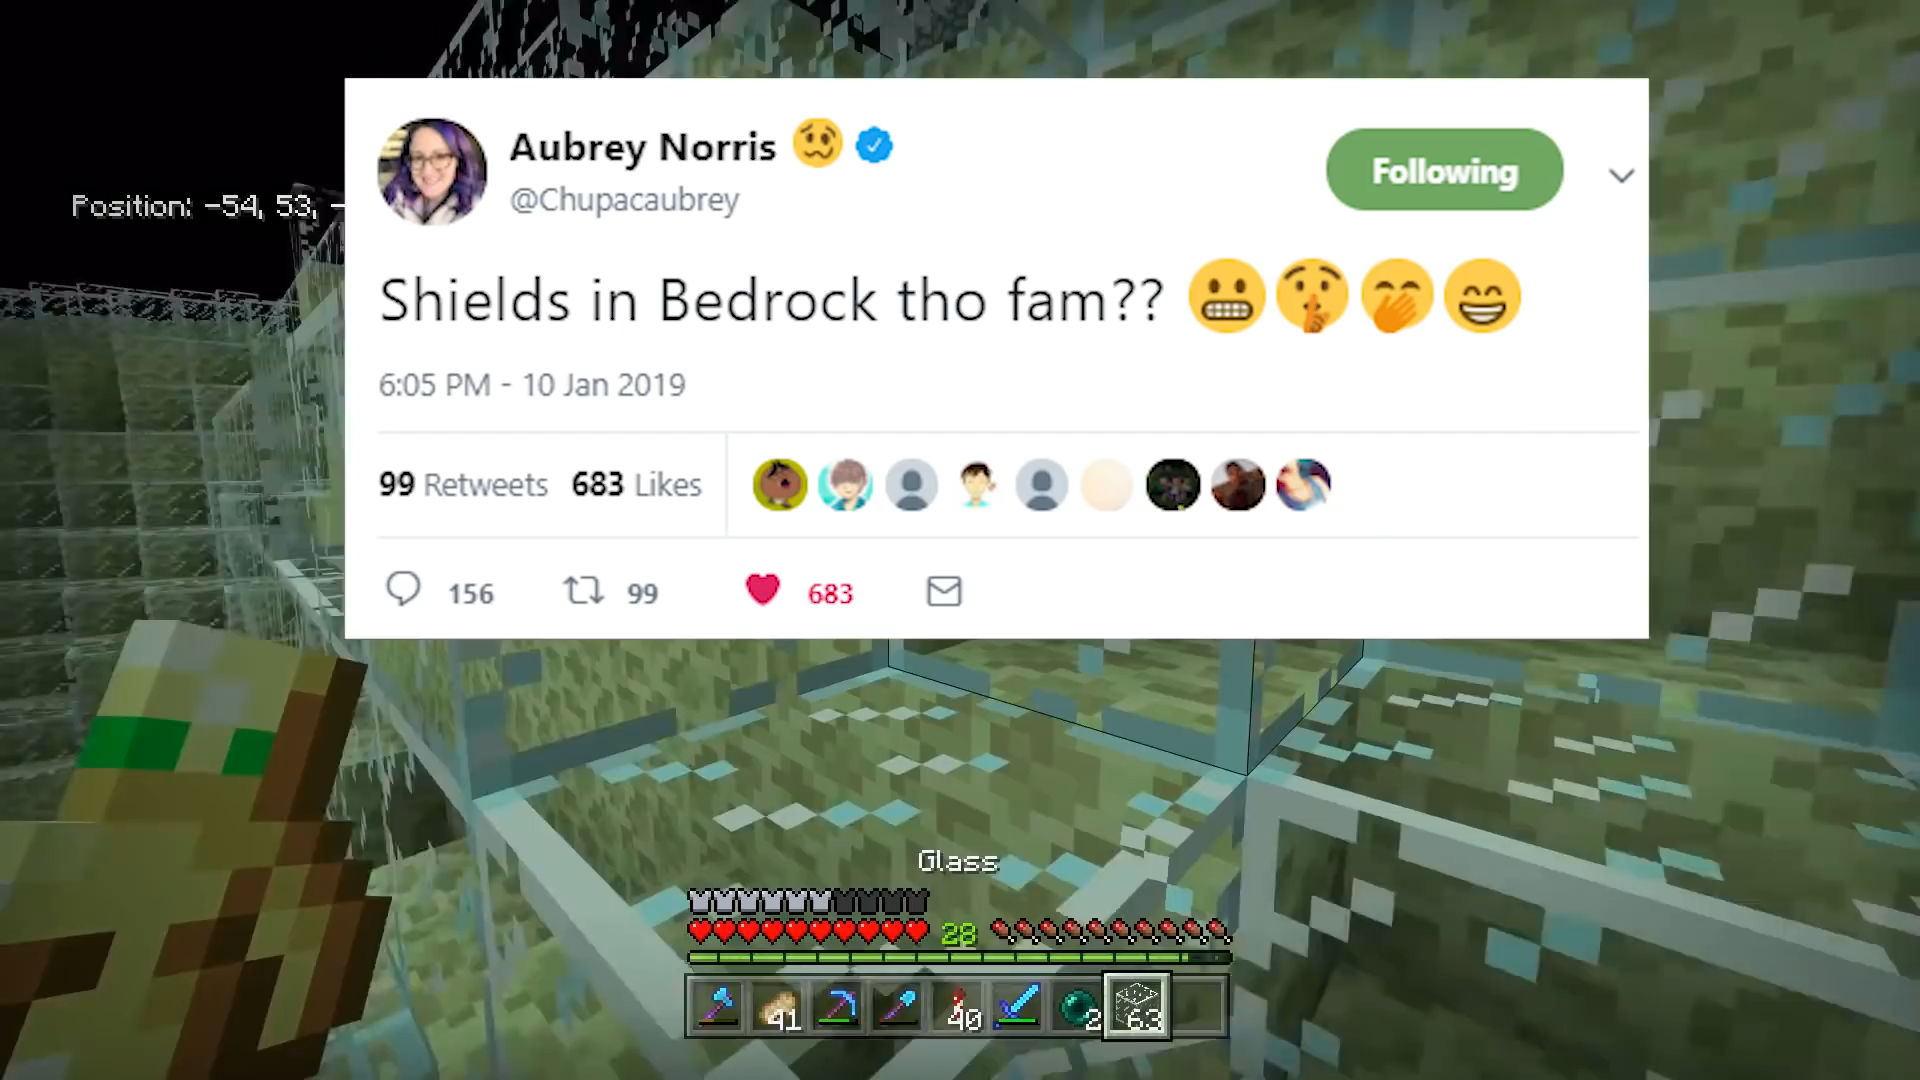 Aubrey Norris 🥴
@Chupacaubrey
Following
Position: -54, 53, -
Shields in Bedrock tho fam?? 😬🤫🤭😄
6:05 PM - 10 Jan 2019
99 Retweets 683 Likes
156 99 683
Glass
28
41 40 2 63